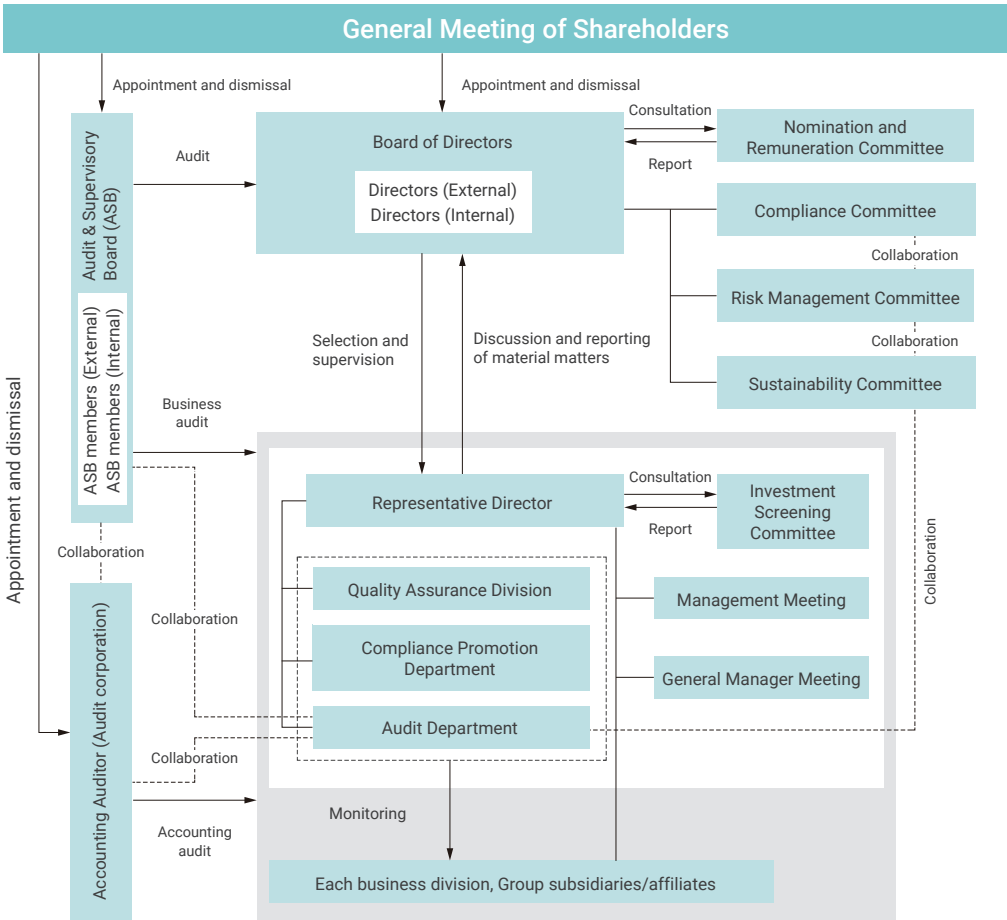 General Meeting of Shareholders
Appointment and dismissal
Appointment and dismissal
Appointment and dismissal
Audit & Supervisory
Board (ASB)
ASB members (External)
ASB members (Internal)
Audit
Board of Directors
Directors (External)
Directors (Internal)
Consultation
Report
Nomination and
Remuneration Committee
Compliance Committee
Collaboration
Risk Management Committee
Collaboration
Sustainability Committee
Selection and
supervision
Discussion and reporting
of material matters
Business
audit
Representative Director
Consultation
Report
Investment
Screening
Committee
Collaboration
Collaboration
Quality Assurance Division
Management Meeting
Collaboration
Compliance Promotion
Department
General Manager Meeting
Audit Department
Collaboration
Accounting Auditor (Audit corporation)
Accounting
audit
Monitoring
Each business division, Group subsidiaries/affiliates